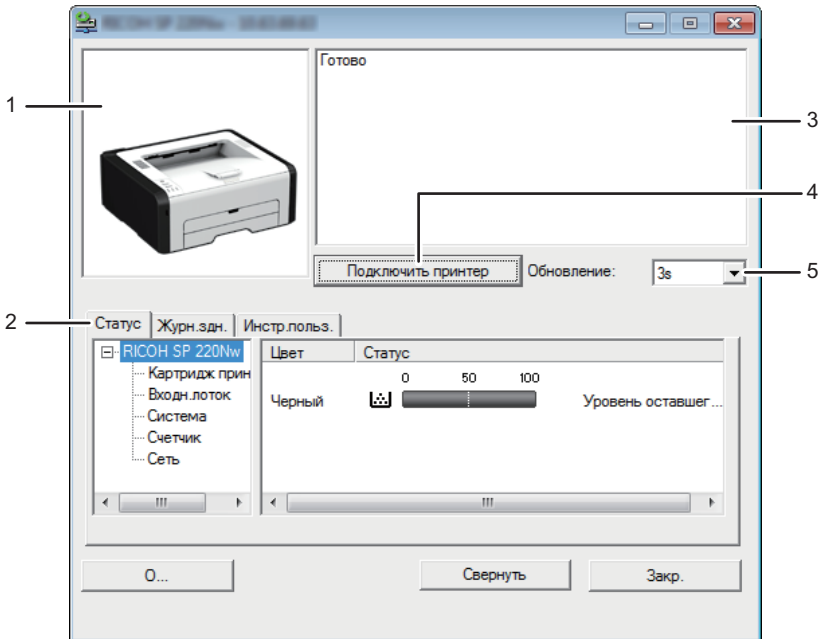 Готово
1
3
4
Подключить принтер
Обновление:
3s
5
2
Статус
Журн.здн.
Инстр.польз.
RICOH SP 220Nw
Картридж прин
Входн.лоток
Система
Счетчик
Сеть
Цвет
Статус
0 50 100
Черный
Уровень оставшег...
О...
Свернуть
Закр.